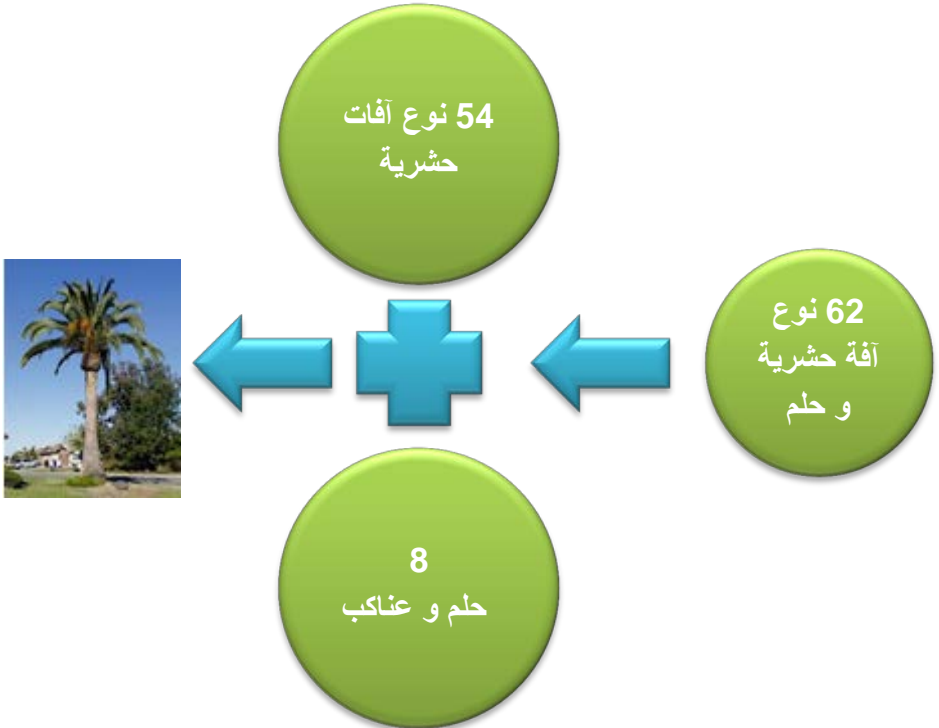 54 نوع آفات
حشرية
62 نوع
آفة حشرية
و حلم
8
حلم و عناكب